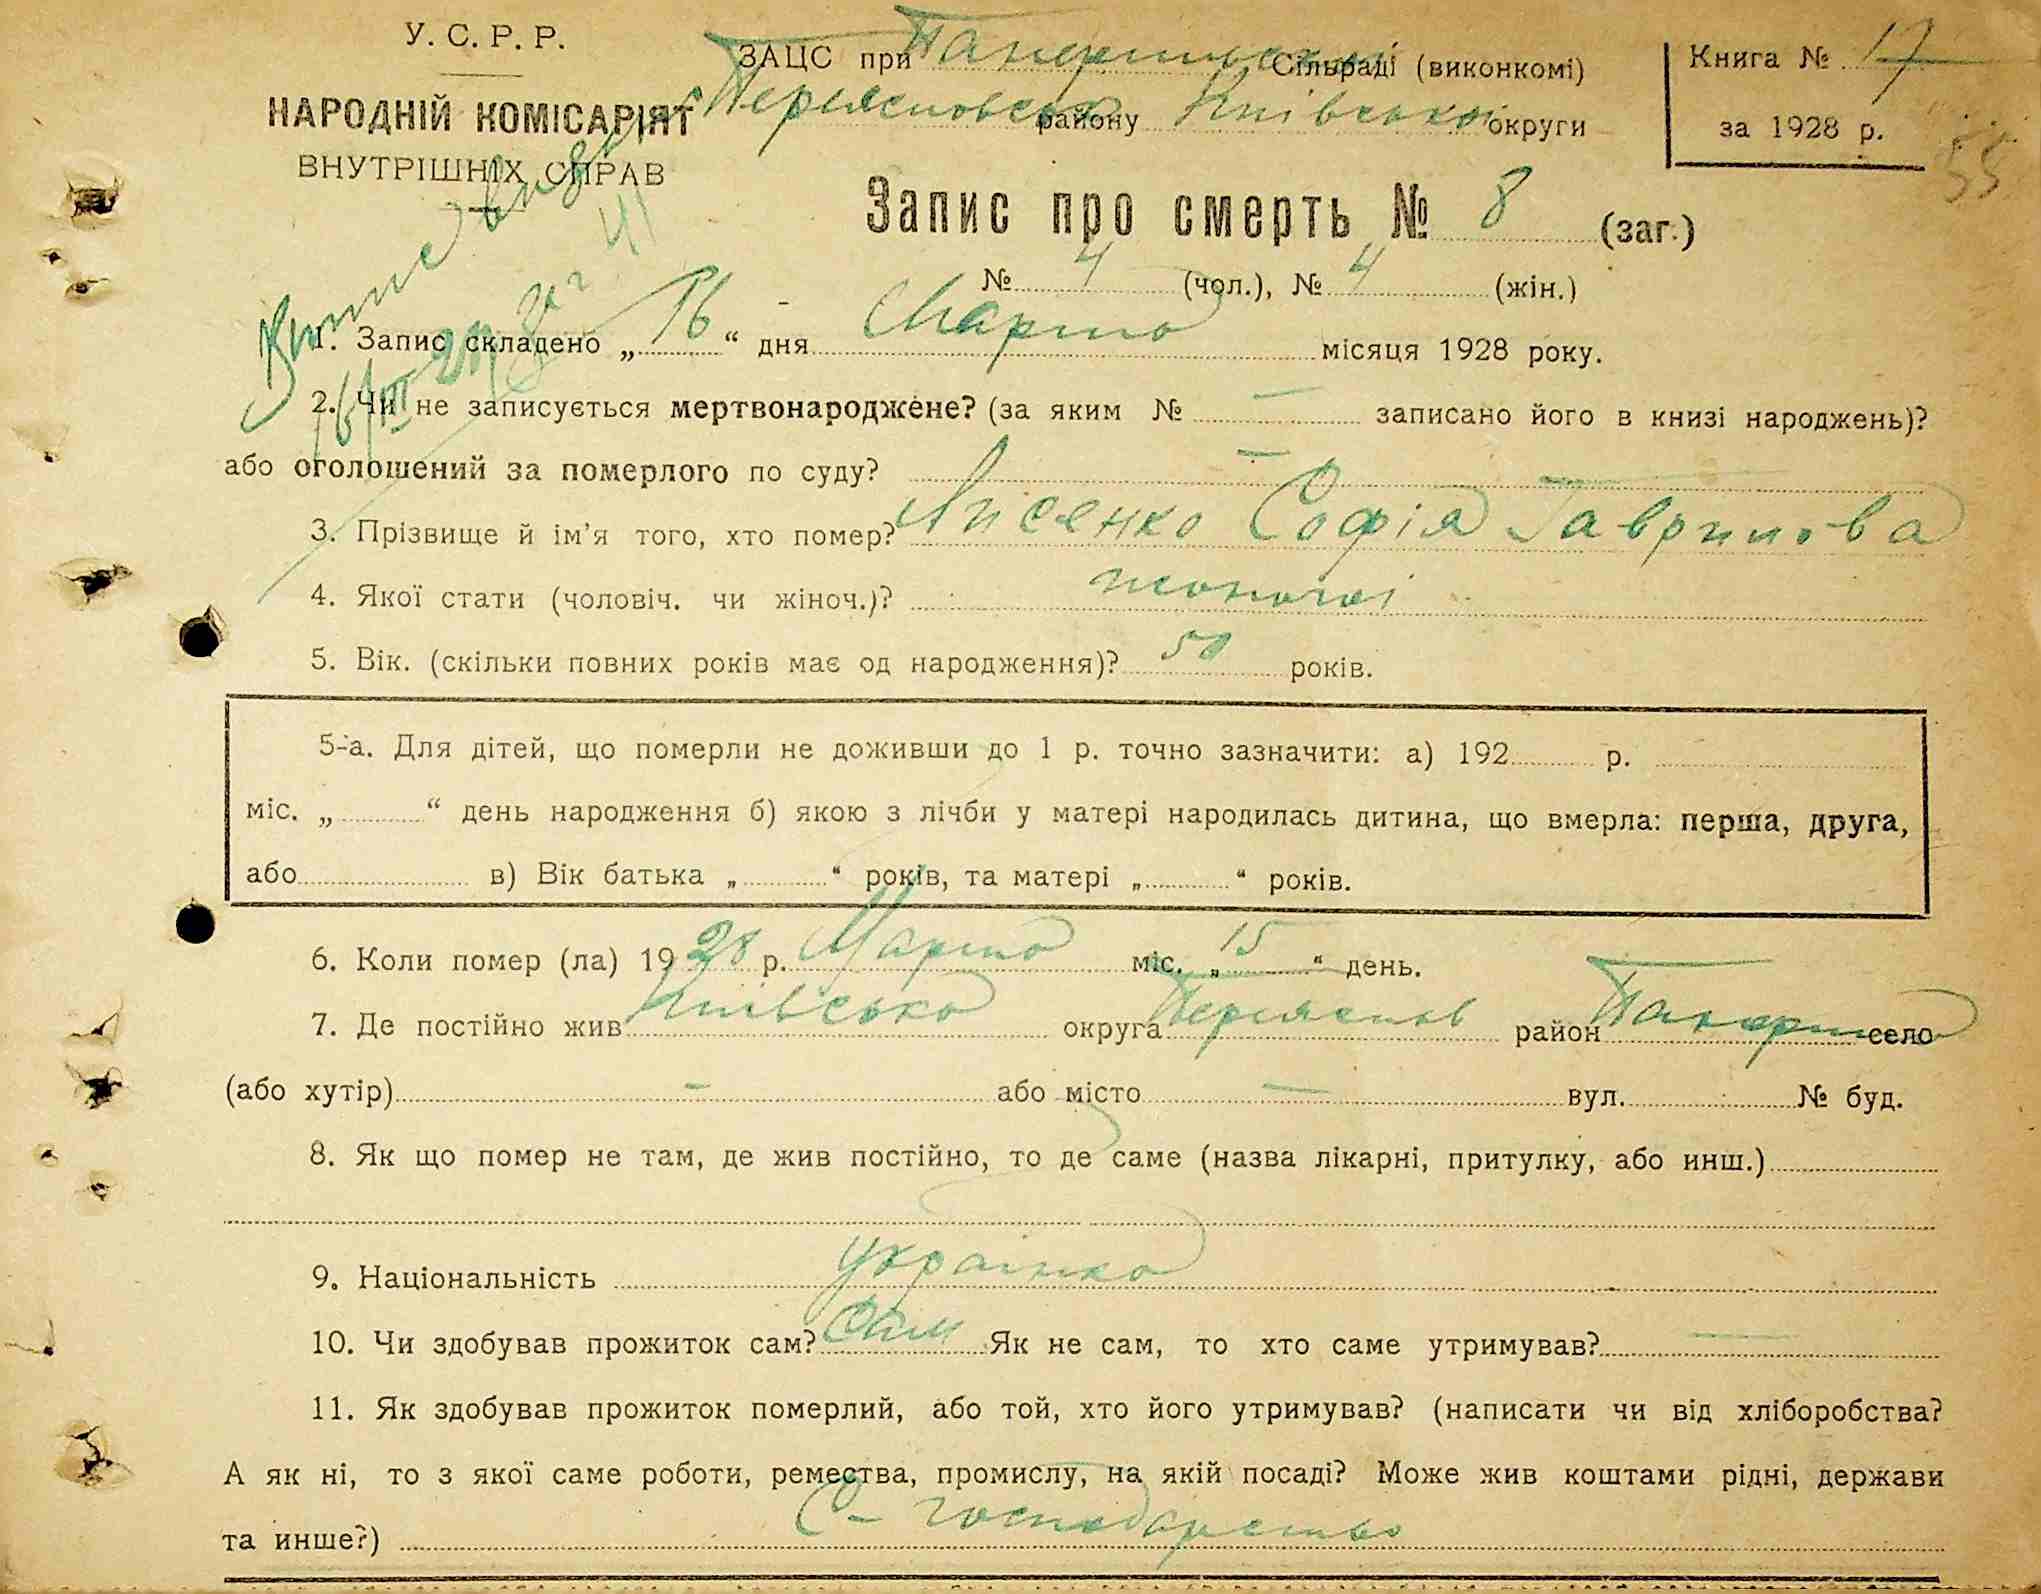 У. С. Р. Р.
НАРОДНІЙ КОМІСАРІЯТ
ВНУТРІШНІХ СПРАВ
ЗАЦС при Панфильській Сільраді (виконкомі)
Переяславськ району Київської округи
Книга № 17
за 1928 р.
55
Запис про смерть № 8 (заг.)
№ 4 (чол.), № 4 (жін.)
1. Запис складено „ 16 “ дня Марта місяця 1928 року.
2. Чи не записується мертвонароджене? (за яким № — записано його в книзі народжень)?
або оголошений за померлого по суду? —
3. Прізвище й ім’я того, хто помер? Лисенко Софія Гаврилова
4. Якої стати (чоловіч. чи жіноч.)? жіночої
5. Вік. (скільки повних років має од народження)? 50 років.
5-а. Для дітей, що померли не доживши до 1 р. точно зазначити: а) 192 р.
міс. „ “ день народження б) якою з лічби у матері народилась дитина, що вмерла: перша, друга,
або в) Вік батька „ “ років, та матері „ “ років.
6. Коли помер (ла) 1928 р. Марта міс. „ 15 “ день.
7. Де постійно жив Київсько округа Переяслов район село
(або хутір) — або місто — вул. № буд.
8. Як що помер не там, де жив постійно, то де саме (назва лікарні, притулку, або инш.)
9. Національність українка
10. Чи здобував прожиток сам? Сам Як не сам, то хто саме утримував? —
11. Як здобував прожиток померлий, або той, хто його утримував? (написати чи від хліборобства?
А як ні, то з якої саме роботи, ремества, промислу, на якій посаді? Може жив коштами рідні, держави
та инше?) С-господарство